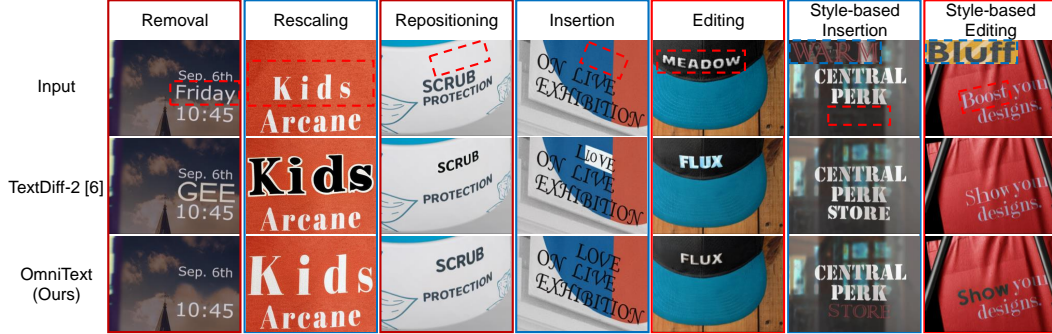 Removal Rescaling Repositioning Insertion Editing Style-based Insertion Style-based Editing
Input
Sep. 6th
Friday
10:45
Kids
Arcane
SCRUB
PROTECTION
ON LIVE
EXHIBITION
MEADOW
WARM
CENTRAL
PERK
Bluff
Boost your
designs.
TextDiff-2 [6]
Sep. 6th
GEE
10:45
Kids
Arcane
SCRUB
PROTECTION
LLOVE
ON LIVE
EXHIBITION
FLUX
CENTRAL
PERK
STORE
Show your
designs.
OmniText
(Ours)
Sep. 6th
10:45
Kids
Arcane
SCRUB
PROTECTION
LOVE
ON LIVE
EXHIBITION
FLUX
CENTRAL
PERK
STORE
Show your
designs.